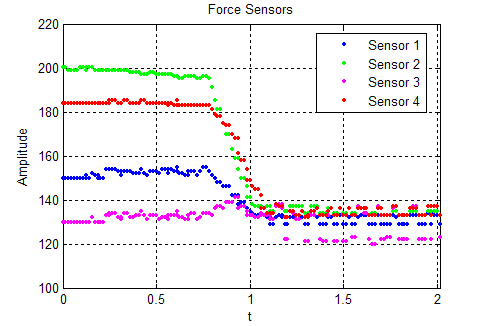 Force Sensors
220
200
180
160
140
120
100
Amplitude
0
0.5
1
1.5
2
t
Sensor 1
Sensor 2
Sensor 3
Sensor 4